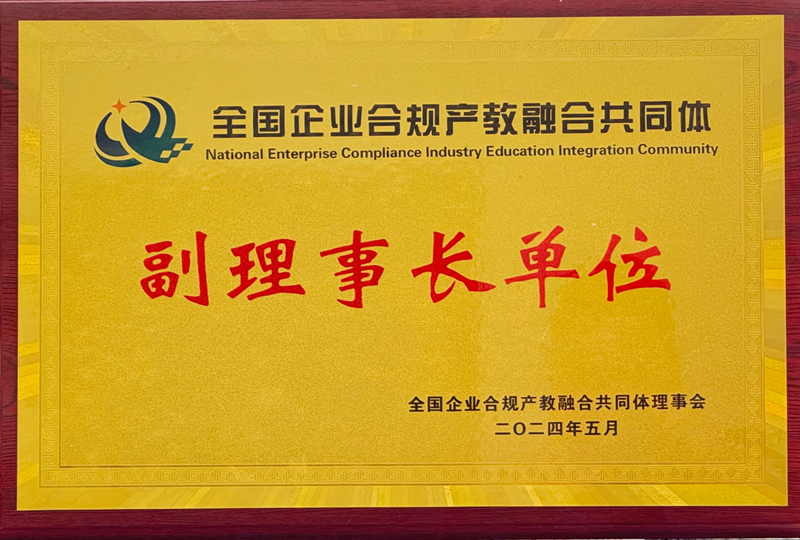 全国企业合规产教融合共同体
National Enterprise Compliance Industry Education Integration Community
副理事长单位
全国企业合规产教融合共同体理事会
二〇二四年五月